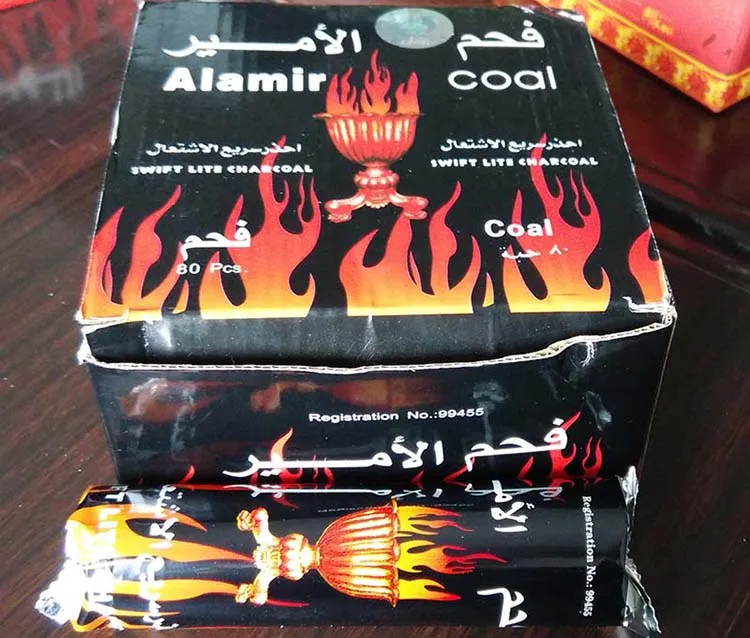 فحم الأمير
Alamir coal
احذر سريع الاشتعال
احذر سريع الاشتعال
SWIFT LITE CHARCOAL
SWIFT LITE CHARCOAL
فحم
Coal
80 Pcs.
٨٠ حبه
Registration No.:99455
فحم الأمير
Registration No.: 99455